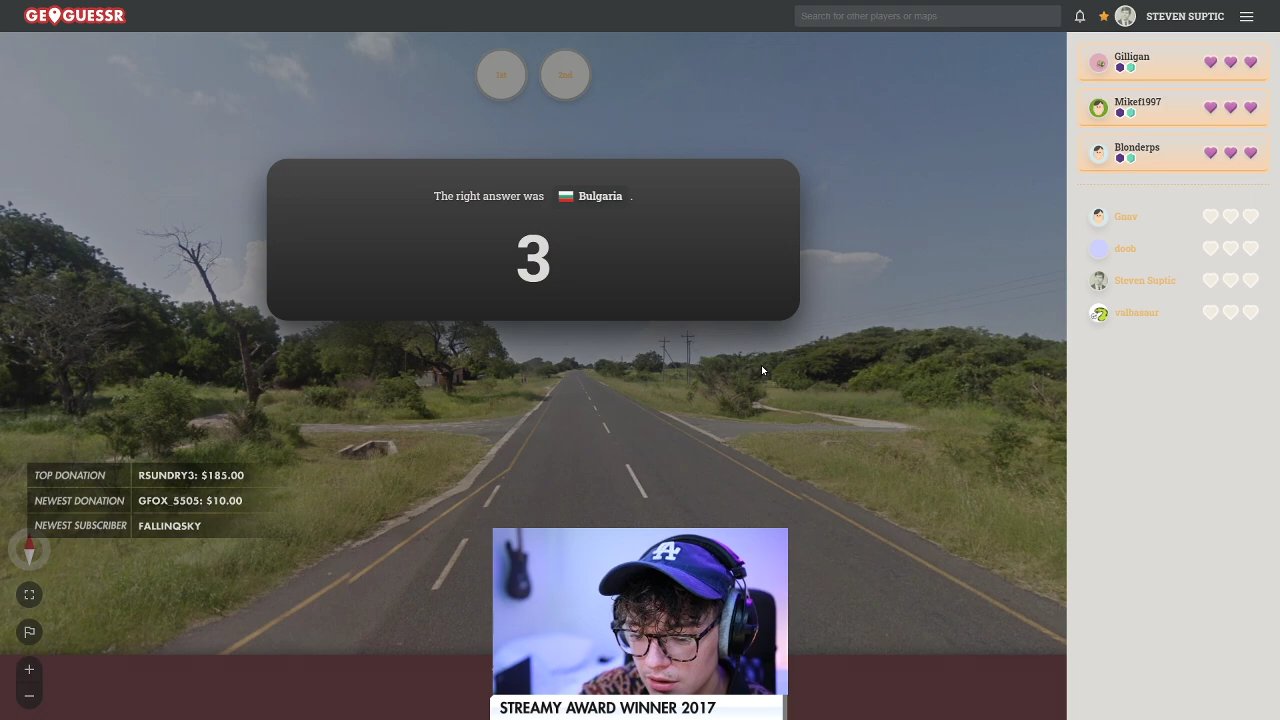 GEOGUESSR
Search for other players or maps
STEVEN SUPTIC
1st
2nd
The right answer was Bulgaria .
3
Gilligan
Mikef1997
Blonderps
Gnav
doob
Steven Suptic
valbasaur
TOP DONATION RSUNDRY3: $185.00
NEWEST DONATION GFOX_5505: $10.00
NEWEST SUBSCRIBER FALLINQSKY
A
STREAMY AWARD WINNER 2017